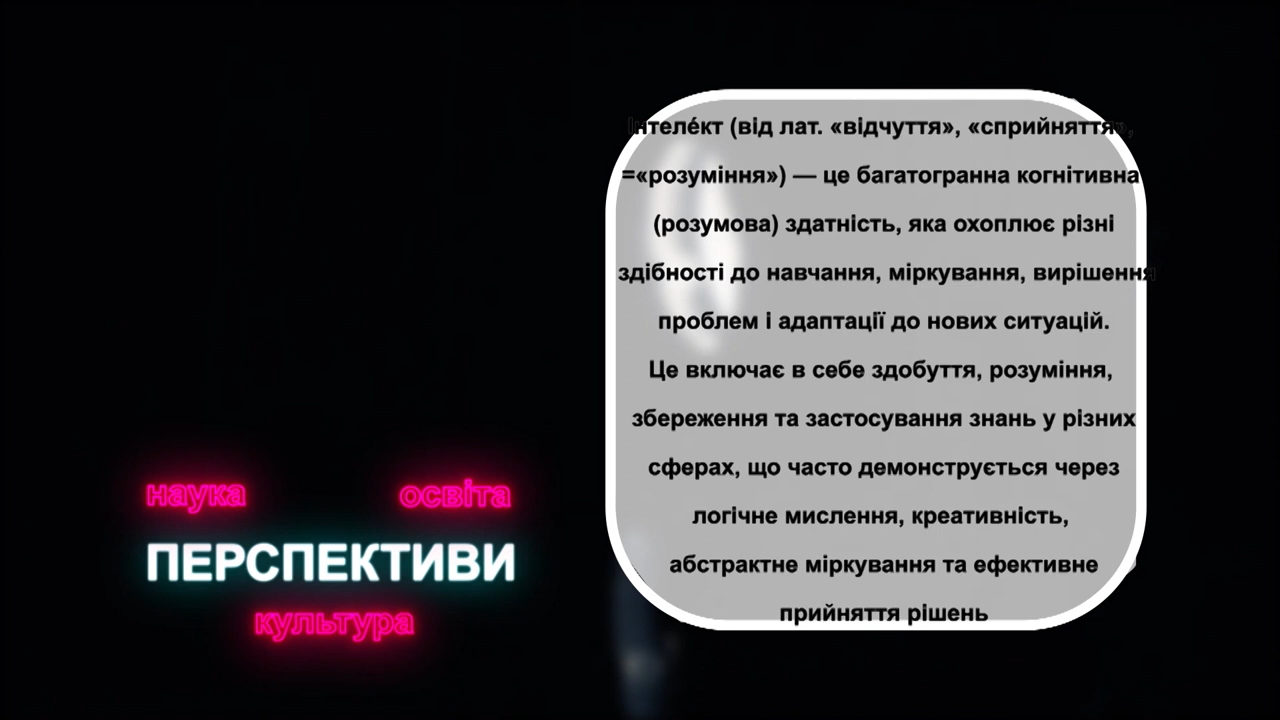 наука
освіта
ПЕРСПЕКТИВИ
культура
Інтеле́кт (від лат. «відчуття», «сприйняття»,
=«розуміння») — це багатогранна когнітивна
(розумова) здатність, яка охоплює різні
здібності до навчання, міркування, вирішення
проблем і адаптації до нових ситуацій.
Це включає в себе здобуття, розуміння,
збереження та застосування знань у різних
сферах, що часто демонструється через
логічне мислення, креативність,
абстрактне міркування та ефективне
прийняття рішень